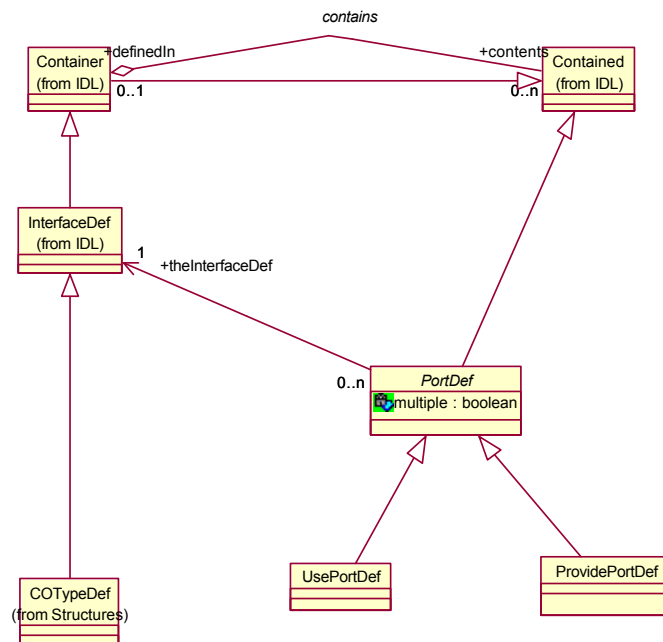 contains
+definedIn
+contents
Container
(from IDL)
Contained
(from IDL)
0..1
0..n
InterfaceDef
(from IDL)
1
+theInterfaceDef
0..n
PortDef
multiple : boolean
UsePortDef
ProvidePortDef
COTypeDef
(from Structures)